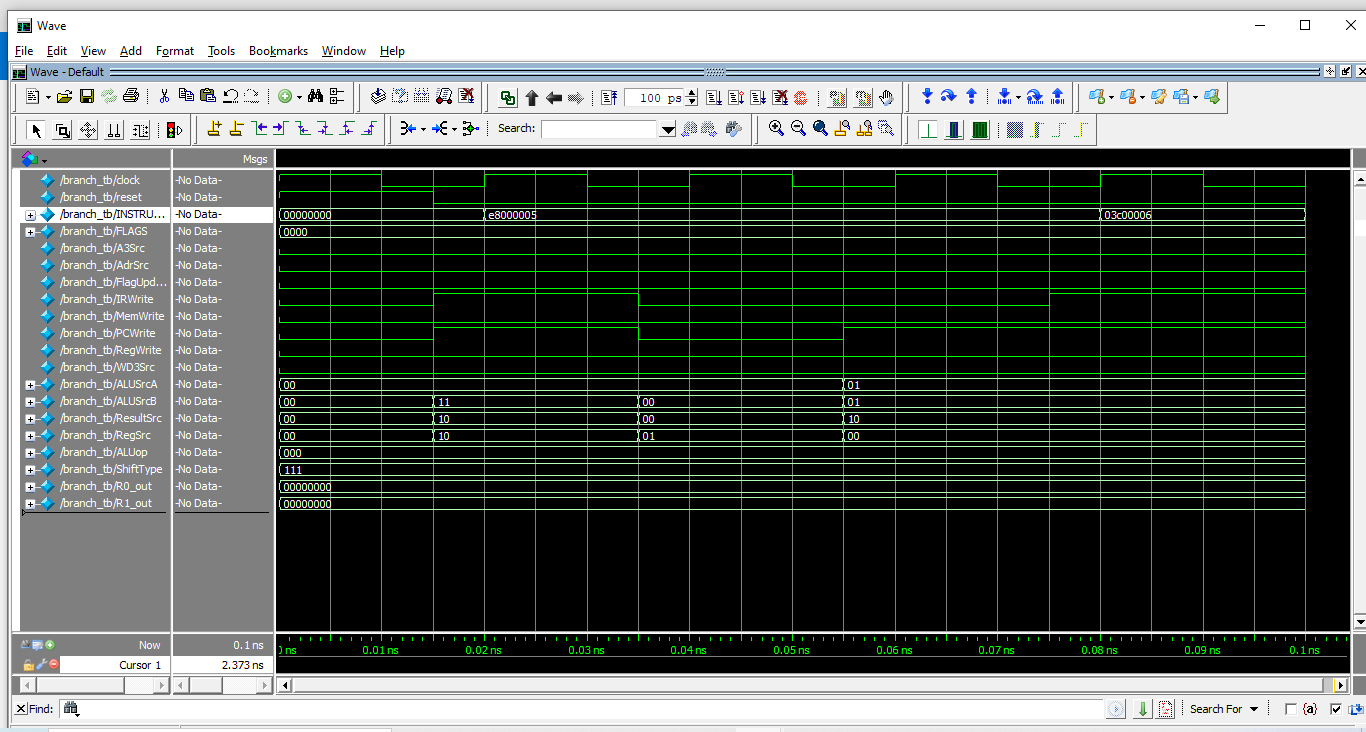 Wave
File Edit View Add Format Tools Bookmarks Window Help
Wave - Default
100 ps
Search:
Msgs
/branch_tb/clock -No Data-
/branch_tb/reset -No Data-
/branch_tb/INSTRU... -No Data- 00000000 e8000005 03c00006
/branch_tb/FLAGS -No Data- 0000
/branch_tb/A3Src -No Data-
/branch_tb/AdrSrc -No Data-
/branch_tb/FlagUpd... -No Data-
/branch_tb/IRWrite -No Data-
/branch_tb/MemWrite -No Data-
/branch_tb/PCWrite -No Data-
/branch_tb/RegWrite -No Data-
/branch_tb/WD3Src -No Data-
/branch_tb/ALUSrcA -No Data- 00 01
/branch_tb/ALUSrcB -No Data- 00 11 00 01
/branch_tb/ResultSrc -No Data- 00 10 00 10
/branch_tb/RegSrc -No Data- 00 10 01 00
/branch_tb/ALUop -No Data- 000
/branch_tb/ShiftType -No Data- 111
/branch_tb/R0_out -No Data- 00000000
/branch_tb/R1_out -No Data- 00000000
Now 0.1 ns ns 0.01 ns 0.02 ns 0.03 ns 0.04 ns 0.05 ns 0.06 ns 0.07 ns 0.08 ns 0.09 ns 0.1 ns
Cursor 1 2.373 ns
Find: Search For {a}